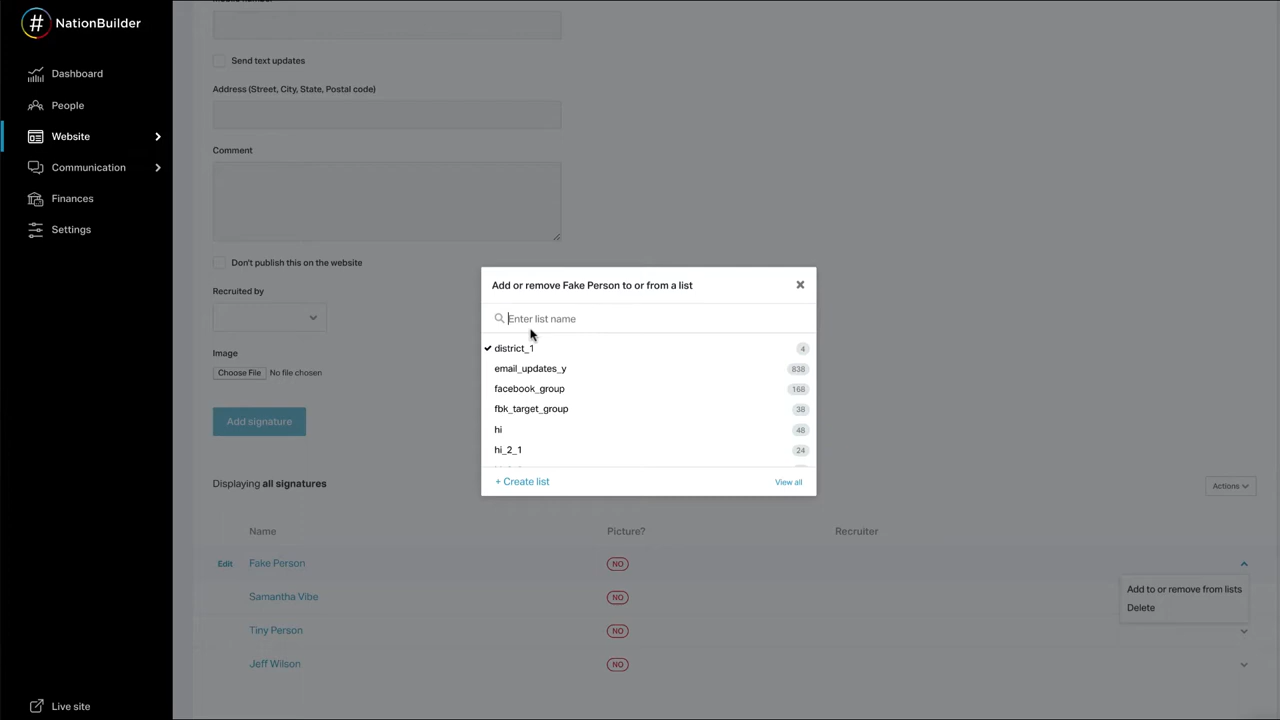 NationBuilder
Dashboard
People
Website
Communication
Finances
Settings
Live site
Send text updates
Address (Street, City, State, Postal code)
Comment
Don't publish this on the website
Recruited by
Image
Choose File No file chosen
Add signature
Add or remove Fake Person to or from a list
Enter list name
district_1 4
email_updates_y 838
facebook_group 168
fbk_target_group 38
hi 48
hi_2_1 24
+ Create list View all
Displaying all signatures Actions
Name Picture? Recruiter
Edit Fake Person NO
Add to or remove from lists
Samantha Vibe NO
Delete
Tiny Person NO
Jeff Wilson NO